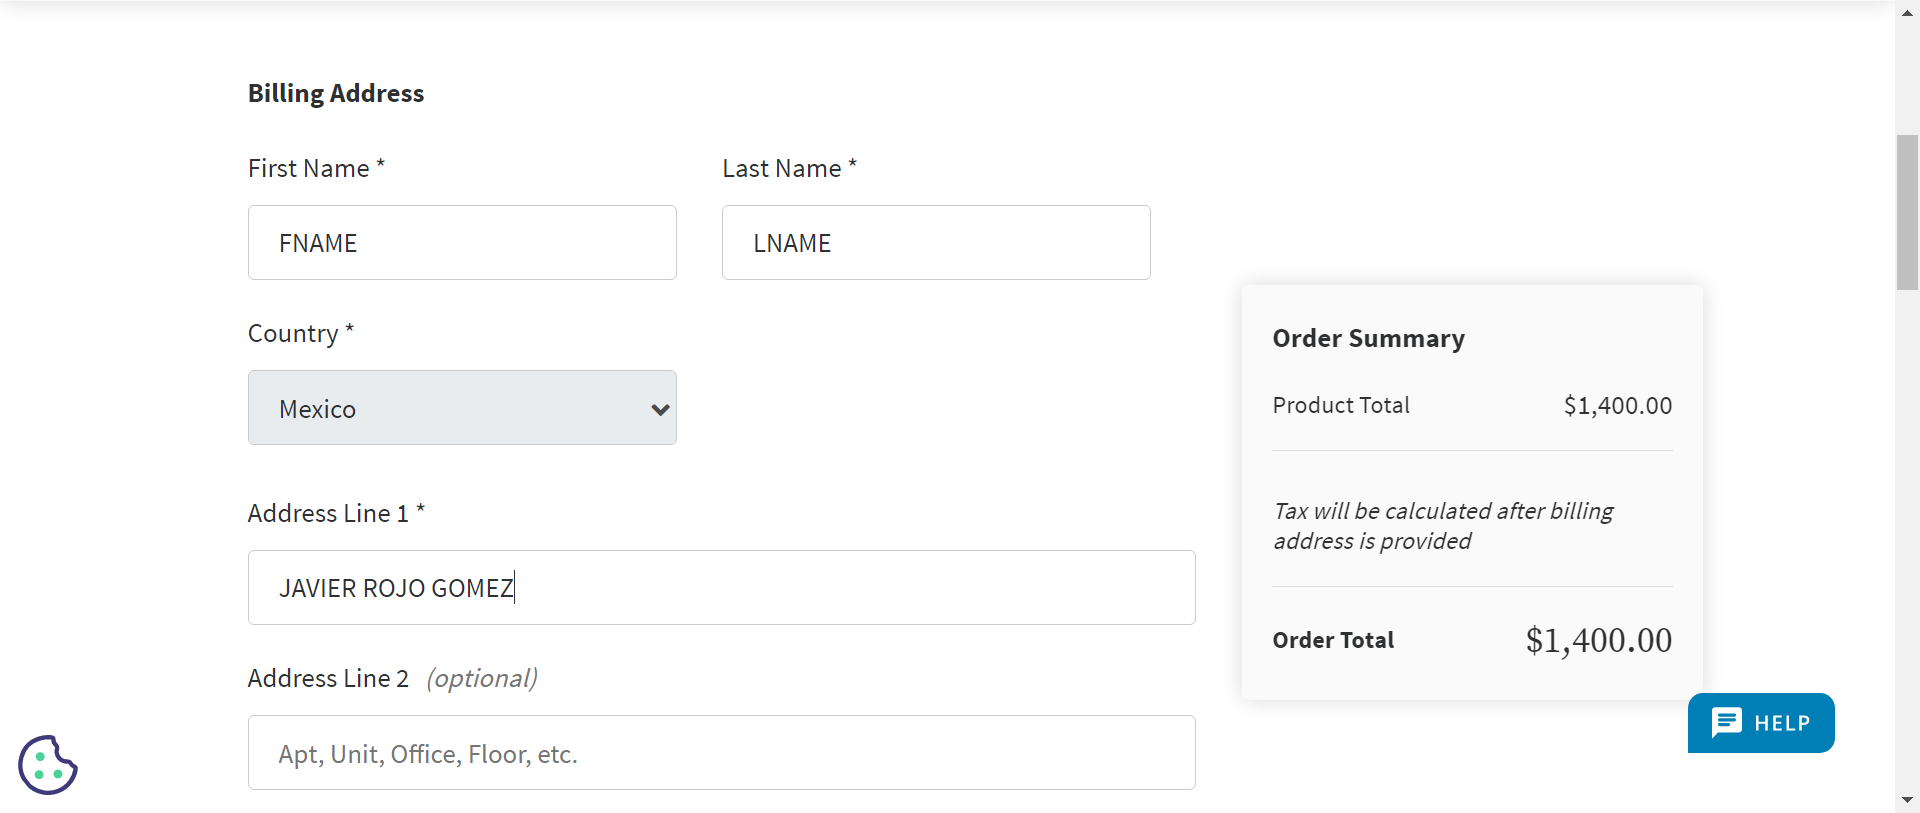 Billing Address
First Name *
Last Name *
FNAME
LNAME
Country *
Mexico
Address Line 1 *
JAVIER ROJO GOMEZ
Address Line 2 (optional)
Apt, Unit, Office, Floor, etc.
Order Summary
Product Total $1,400.00
Tax will be calculated after billing
address is provided
Order Total $1,400.00
HELP